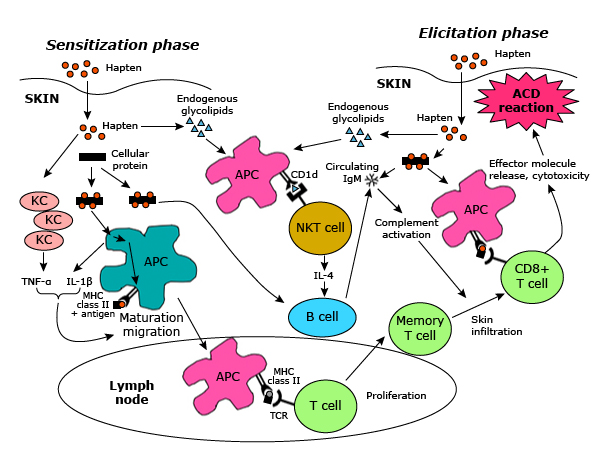 Sensitization phase
Elicitation phase
Hapten
Hapten
SKIN
SKIN
ACD
reaction
Endogenous
glycolipids
Endogenous
glycolipids
Hapten
Hapten
Cellular
protein
APC
CD1d
Circulating
IgM
Effector molecule
release, cytotoxicity
KC
KC
KC
APC
NKT cell
Complement
activation
APC
TNF-α
IL-1β
IL-4
CD8+
T cell
MHC
class II
+ antigen
Maturation
migration
B cell
Memory
T cell
Skin
infiltration
Lymph
node
APC
MHC
class II
TCR
T cell
Proliferation